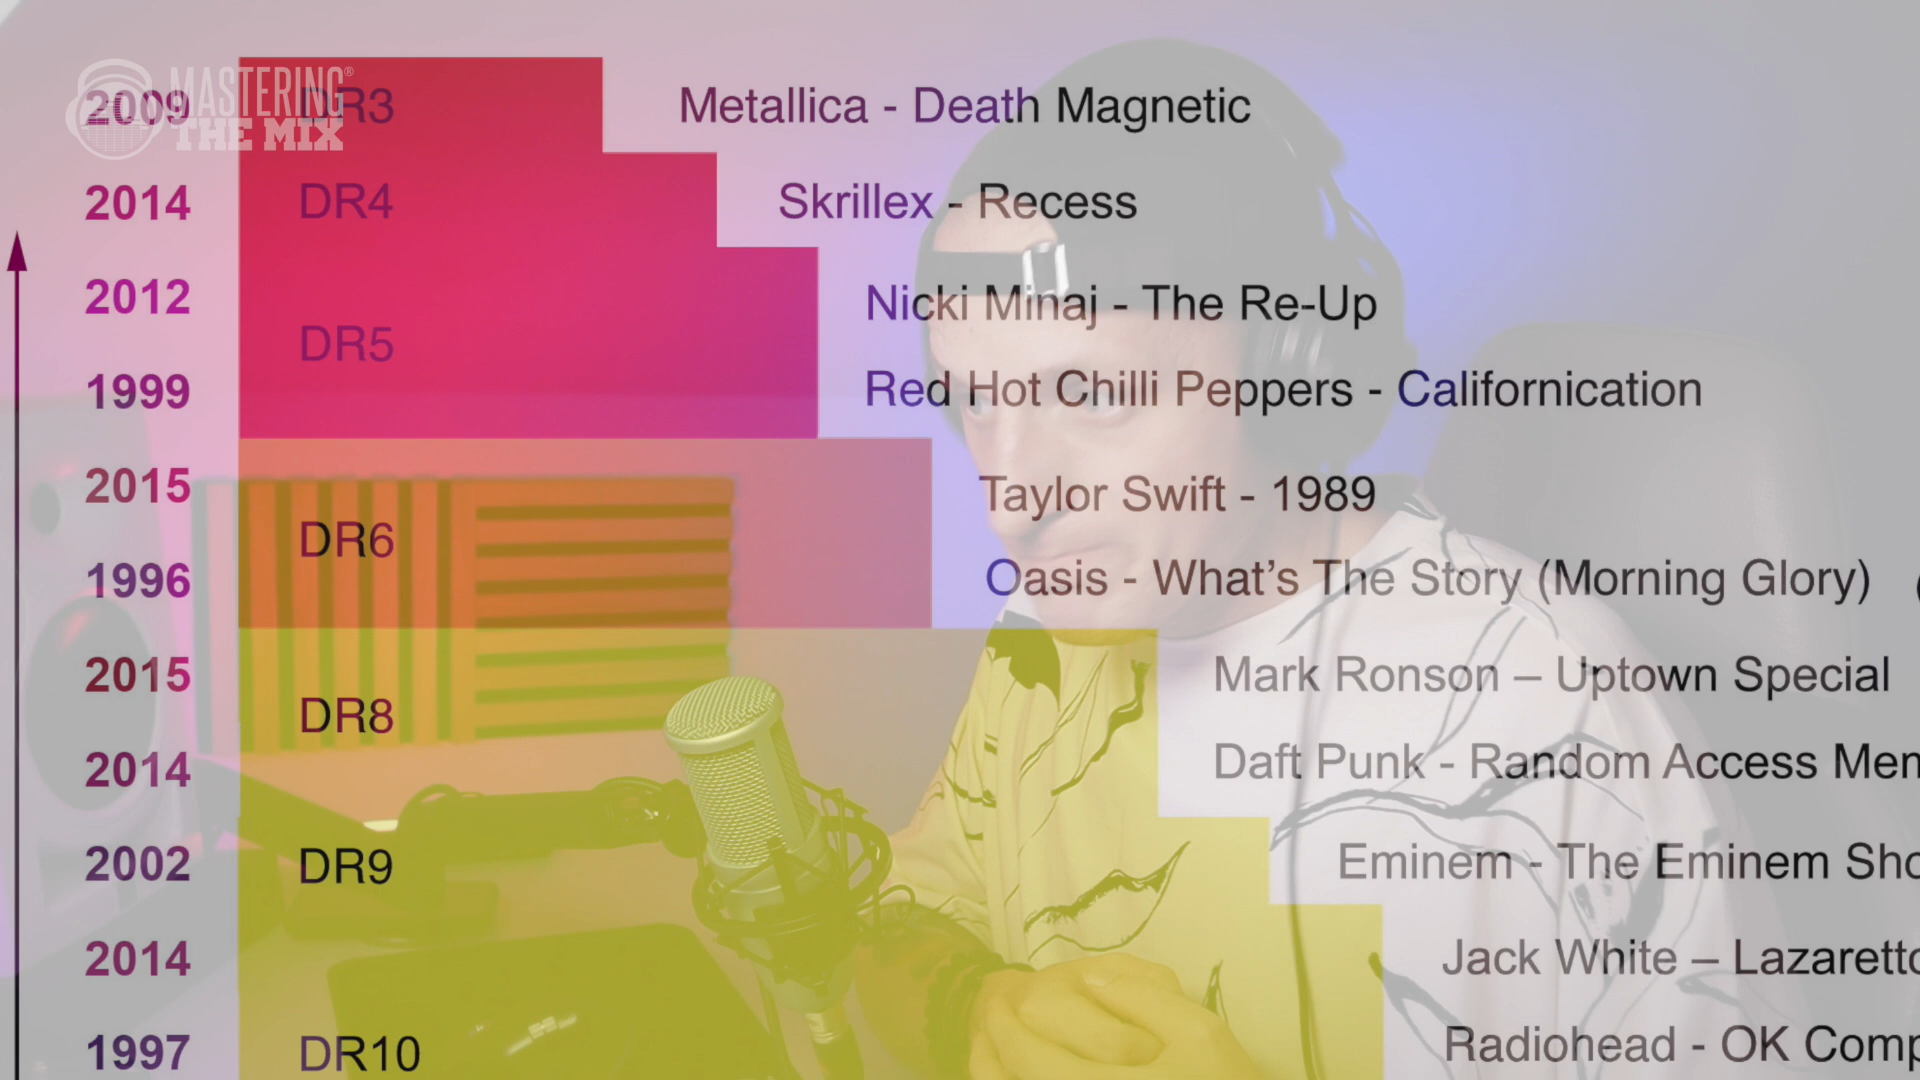 MASTERING®
THE MIX
2009 DR3 Metallica - Death Magnetic
2014 DR4 Skrillex - Recess
2012 Nicki Minaj - The Re-Up
DR5
1999 Red Hot Chilli Peppers - Californication
2015 Taylor Swift - 1989
DR6
1996 Oasis - What's The Story (Morning Glory) (
2015 Mark Ronson – Uptown Special
DR8
2014 Daft Punk - Random Access Mem
2002 DR9 Eminem - The Eminem Sho
2014 Jack White – Lazaretto
1997 DR10 Radiohead - OK Comp